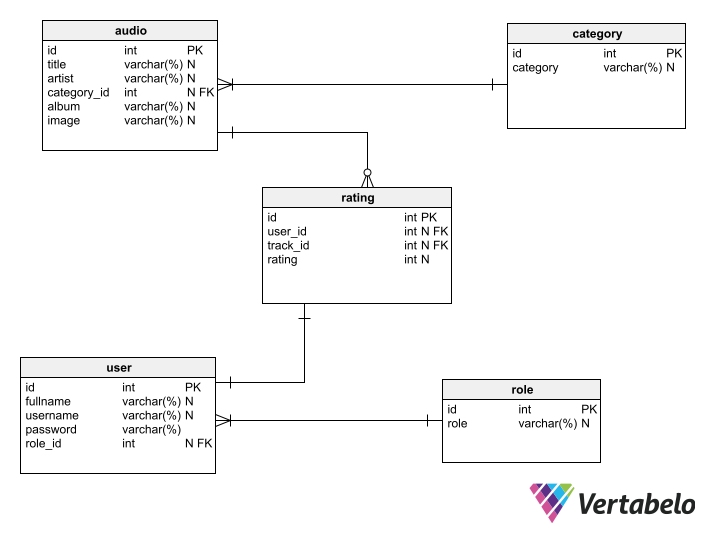 audio
id int PK
title varchar(%) N
artist varchar(%) N
category_id int N FK
album varchar(%) N
image varchar(%) N
category
id int PK
category varchar(%) N
rating
id int PK
user_id int N FK
track_id int N FK
rating int N
user
id int PK
fullname varchar(%) N
username varchar(%) N
password varchar(%)
role_id int N FK
role
id int PK
role varchar(%) N
Vertabelo